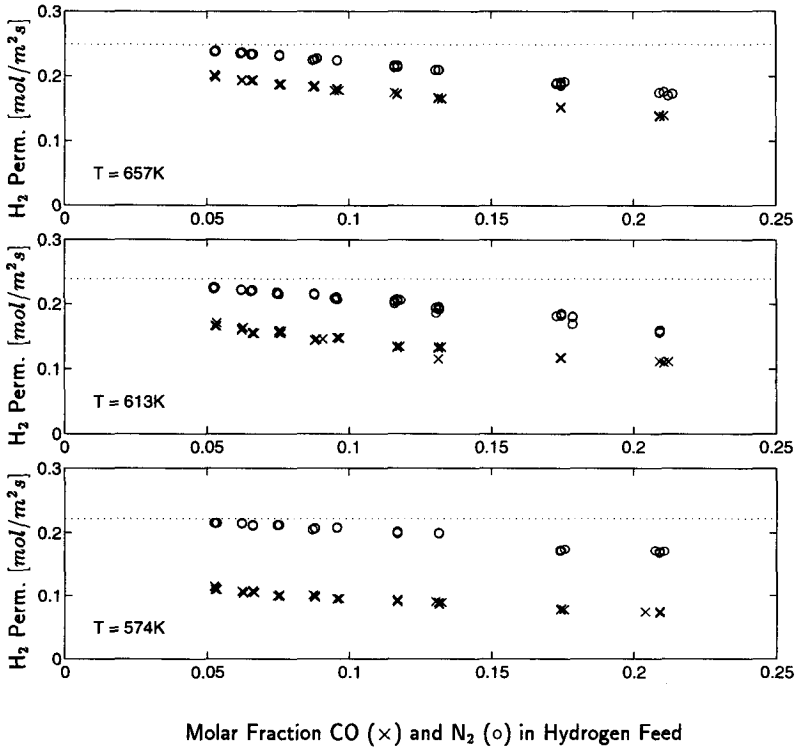 0.3
0.2
0.1
0
H₂ Perm. [mol/m²s]
T = 657K
0 0.05 0.1 0.15 0.2 0.25
0.3
0.2
0.1
0
H₂ Perm. [mol/m²s]
T = 613K
0 0.05 0.1 0.15 0.2 0.25
0.3
0.2
0.1
0
H₂ Perm. [mol/m²s]
T = 574K
0 0.05 0.1 0.15 0.2 0.25
Molar Fraction CO (×) and N₂ (○) in Hydrogen Feed